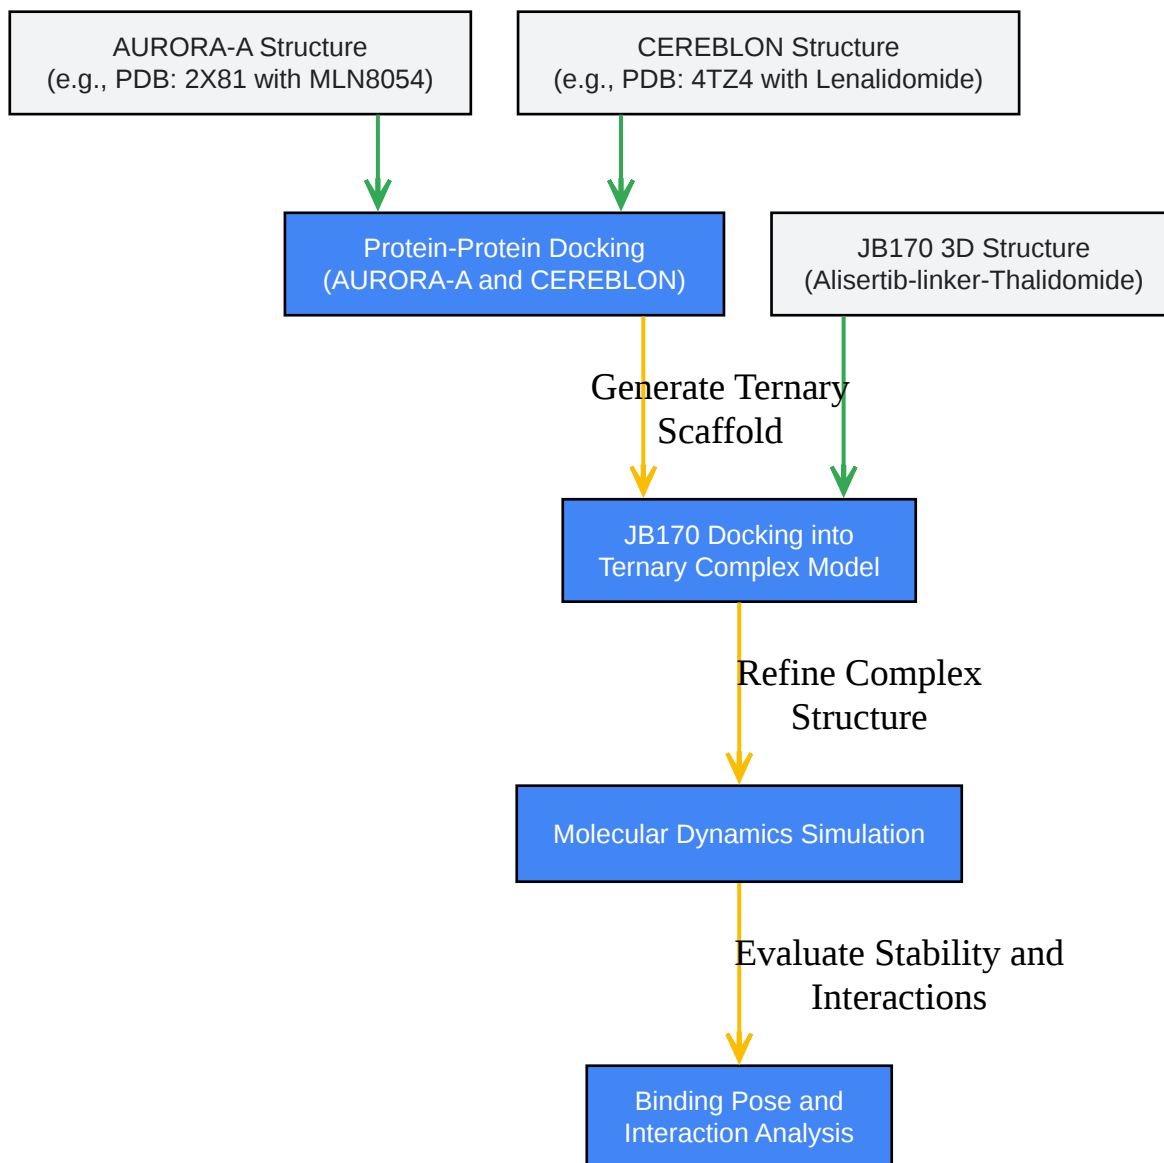 AURORA-A Structure
(e.g., PDB: 2X81 with MLN8054)
CEREBLON Structure
(e.g., PDB: 4TZ4 with Lenalidomide)
Protein-Protein Docking
(AURORA-A and CEREBLON)
JB170 3D Structure
(Alisertib-linker-Thalidomide)
Generate Ternary
Scaffold
JB170 Docking into
Ternary Complex Model
Refine Complex
Structure
Molecular Dynamics Simulation
Evaluate Stability and
Interactions
Binding Pose and
Interaction Analysis